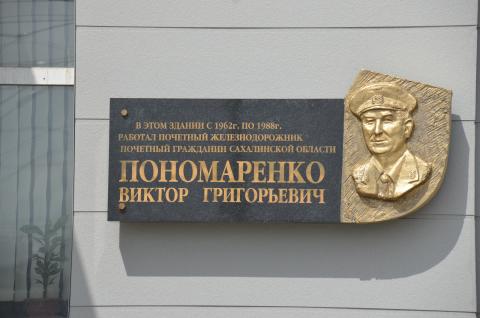 В ЭТОМ ЗДАНИИ С 1962г. ПО 1988г.
РАБОТАЛ ПОЧЕТНЫЙ ЖЕЛЕЗНОДОРОЖНИК
ПОЧЕТНЫЙ ГРАЖДАНИН САХАЛИНСКОЙ ОБЛАСТИ
ПОНОМАРЕНКО
ВИКТОР ГРИГОРЬЕВИЧ